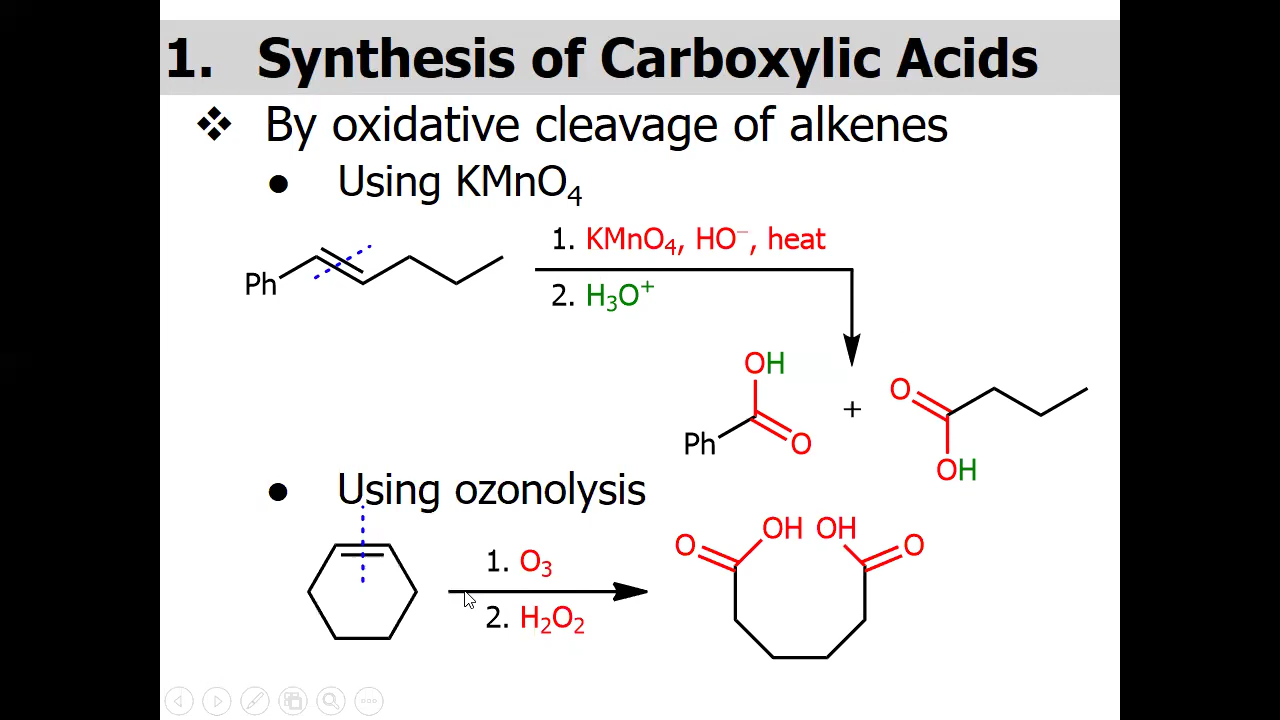 1. Synthesis of Carboxylic Acids
❖ By oxidative cleavage of alkenes
● Using KMnO₄
1. KMnO₄, HO⁻, heat
Ph
2. H₃O⁺
OH
O
+
Ph
O
OH
● Using ozonolysis
OH OH
O
O
1. O₃
2. H₂O₂